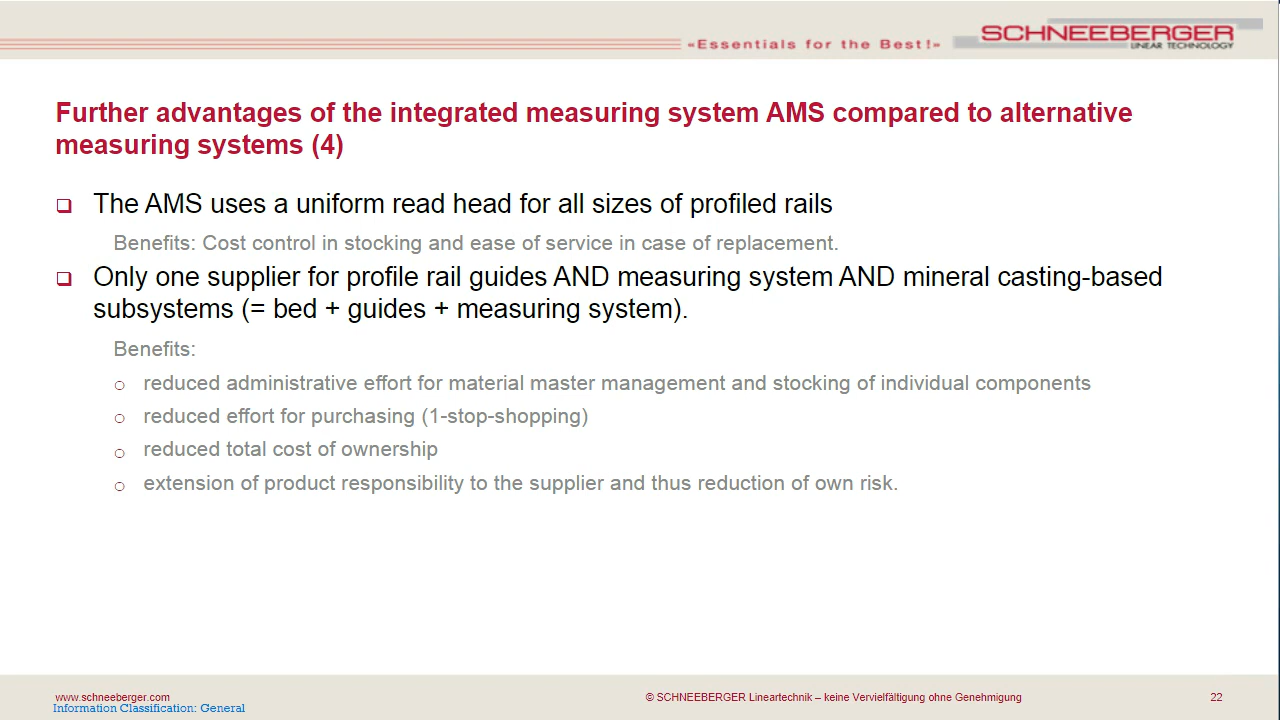 «Essentials for the Best!»
SCHNEEBERGER
LINEAR TECHNOLOGY
Further advantages of the integrated measuring system AMS compared to alternative
measuring systems (4)
The AMS uses a uniform read head for all sizes of profiled rails
Benefits: Cost control in stocking and ease of service in case of replacement.
Only one supplier for profile rail guides AND measuring system AND mineral casting-based
subsystems (= bed + guides + measuring system).
Benefits:
reduced administrative effort for material master management and stocking of individual components
reduced effort for purchasing (1-stop-shopping)
reduced total cost of ownership
extension of product responsibility to the supplier and thus reduction of own risk.
www.schneeberger.com
© SCHNEEBERGER Lineartechnik – keine Vervielfältigung ohne Genehmigung
22
Information Classification: General